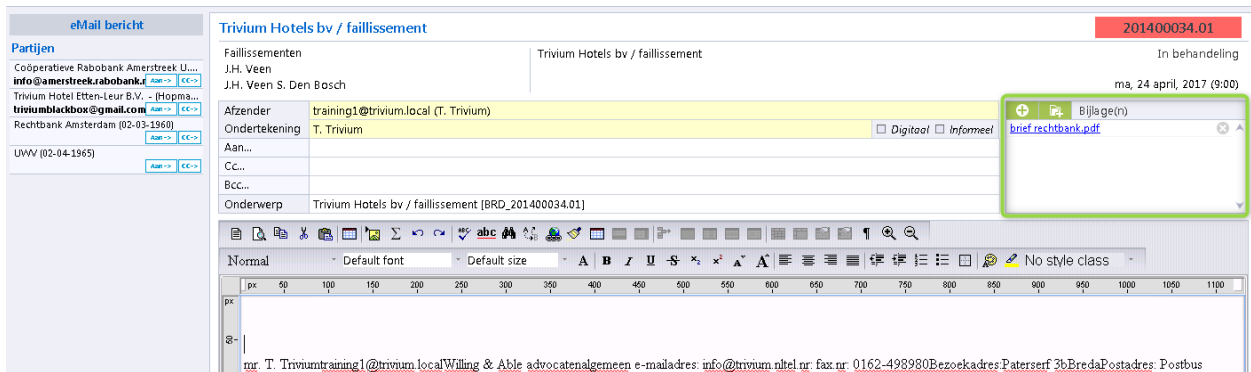 eMail bericht
Partijen
Coöperatieve Rabobank Amerstreek U....
info@amerstreek.rabobank.r Aan-> CC->
Trivium Hotel Etten-Leur B.V. - (Hopma...
triviumblackbox@gmail.com Aan-> CC->
Rechtbank Amsterdam (02-03-1960)
Aan-> CC->
UWV (02-04-1965)
Aan-> CC->
Trivium Hotels bv / faillissement
201400034.01
Faillissementen
Trivium Hotels bv / faillissement
In behandeling
J.H. Veen
J.H. Veen S. Den Bosch
ma, 24 april, 2017 (9:00)
Afzender training1@trivium.local (T. Trivium)
Ondertekening T. Trivium Digitaal Informeel
Aan...
Cc...
Bcc...
Onderwerp Trivium Hotels bv / faillissement [BRD_201400034.01]
Bijlage(n)
brief rechtbank.pdf
Normal Default font Default size A B I U S x₂ x² A A No style class
px 50 100 150 200 250 300 350 400 450 500 550 600 650 700 750 800 850 900 950 1000 1050 1100
px
50
mr. T. Triviumtraining1@trivium.localWilling & Able advocatenalgemeen e-mailadres: info@trivium.nltel.nr: fax.nr: 0162-498980Bezoekadres:Paterserf 3bBredaPostadres: Postbus